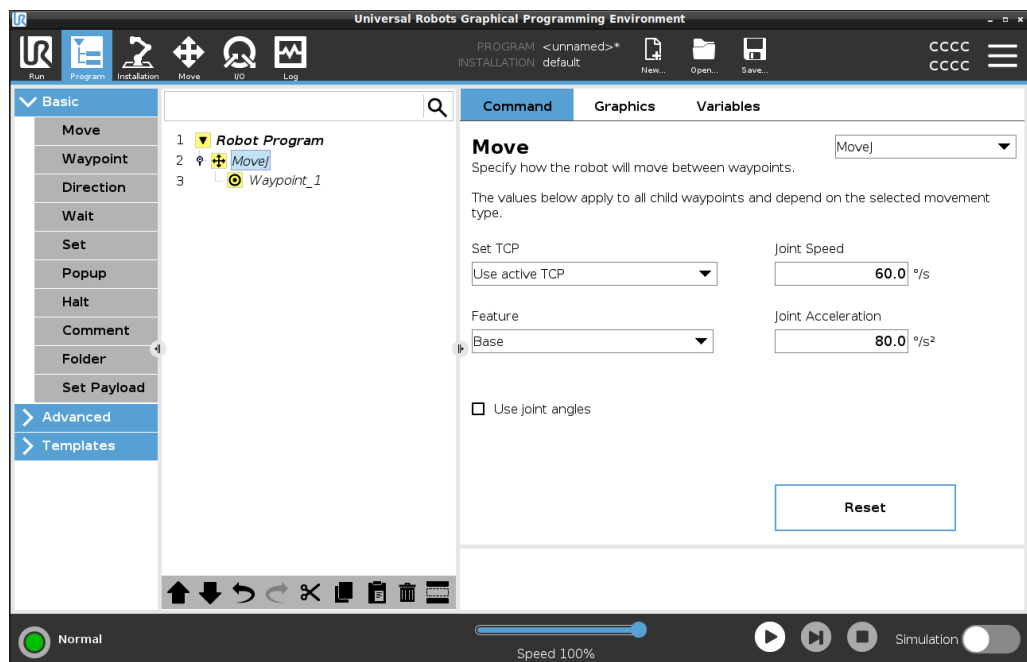 UR
Universal Robots Graphical Programming Environment
UR
Run
Program
Installation
Move
I/O
Log
PROGRAM <unnamed>*
INSTALLATION default
New...
Open...
Save...
CCCC
CCCC
Basic
Move
Waypoint
Direction
Wait
Set
Popup
Halt
Comment
Folder
Set Payload
Advanced
Templates
1 Robot Program
2 MoveJ
3 Waypoint_1
Command Graphics Variables
Move
MoveJ
Specify how the robot will move between waypoints.
The values below apply to all child waypoints and depend on the selected movement
type.
Set TCP
Joint Speed
Use active TCP
60.0 °/s
Feature
Joint Acceleration
Base
80.0 °/s²
Use joint angles
Reset
Normal
Speed 100%
Simulation